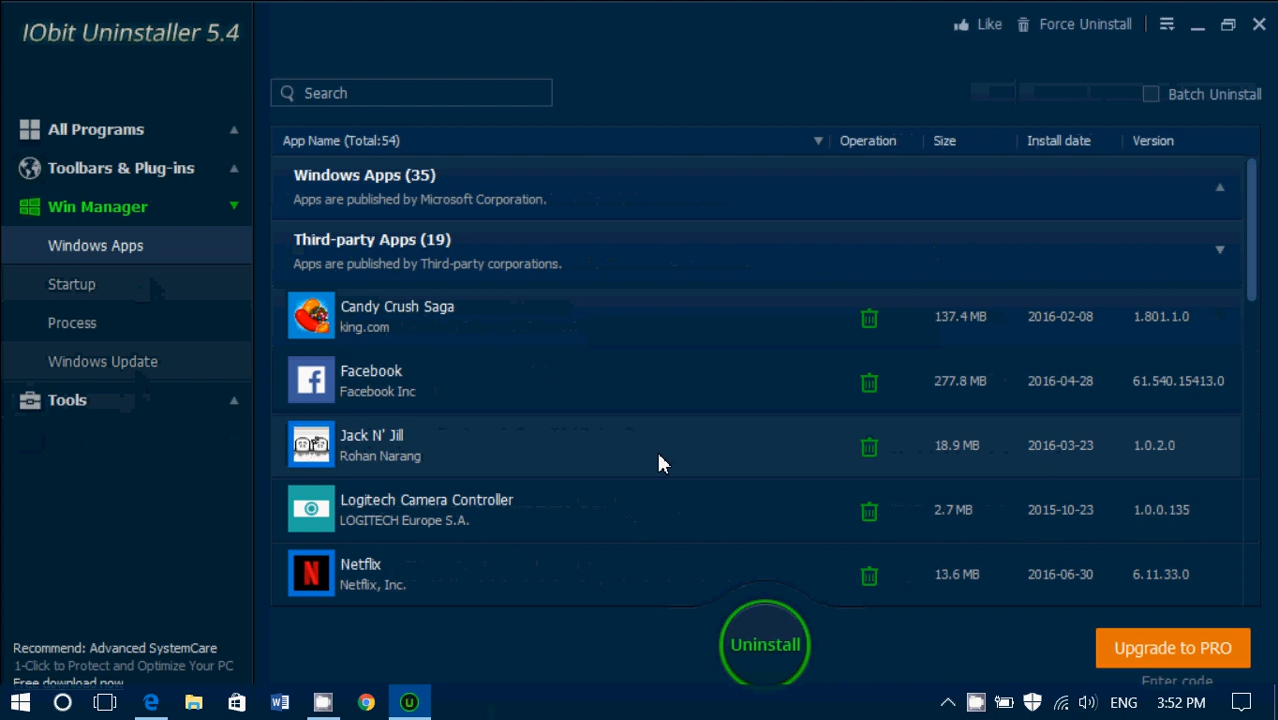 IObit Uninstaller 5.4
Like
Force Uninstall
Search
Batch Uninstall
All Programs
Toolbars & Plug-ins
Win Manager
Windows Apps
Startup
Process
Windows Update
Tools
App Name (Total:54)
Operation
Size
Install date
Version
Windows Apps (35)
Apps are published by Microsoft Corporation.
Third-party Apps (19)
Apps are published by Third-party corporations.
Candy Crush Saga
king.com
137.4 MB
2016-02-08
1.801.1.0
Facebook
Facebook Inc
277.8 MB
2016-04-28
61.540.15413.0
Jack N' Jill
Rohan Narang
18.9 MB
2016-03-23
1.0.2.0
Logitech Camera Controller
LOGITECH Europe S.A.
2.7 MB
2015-10-23
1.0.0.135
Netflix
Netflix, Inc.
13.6 MB
2016-06-30
6.11.33.0
Recommend: Advanced SystemCare
1-Click to Protect and Optimize Your PC
Free download now
Uninstall
Upgrade to PRO
Enter code
ENG
3:52 PM